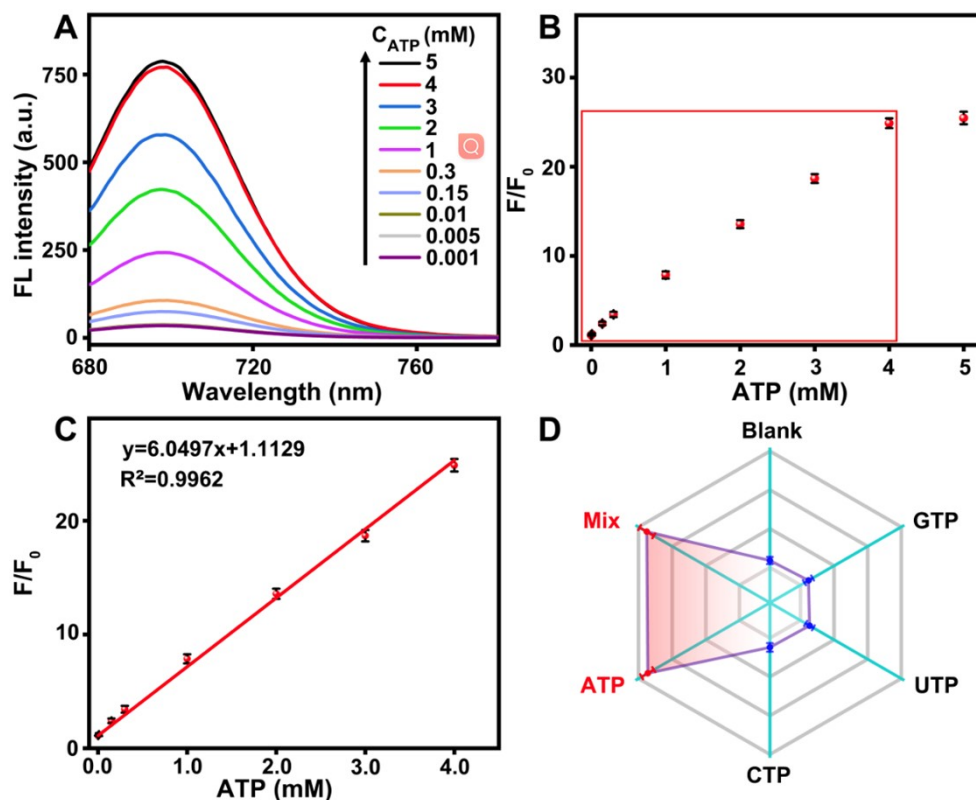 A
C_ATP (mM)
5
4
3
2
1
0.3
0.15
0.01
0.005
0.001
750
500
250
0
FL intensity (a.u.)
680
720
760
Wavelength (nm)
B
30
20
10
0
F/F₀
0
1
2
3
4
5
ATP (mM)
C
y=6.0497x+1.1129
R²=0.9962
20
10
0
F/F₀
0.0
1.0
2.0
3.0
4.0
ATP (mM)
D
Blank
Mix
GTP
ATP
UTP
CTP